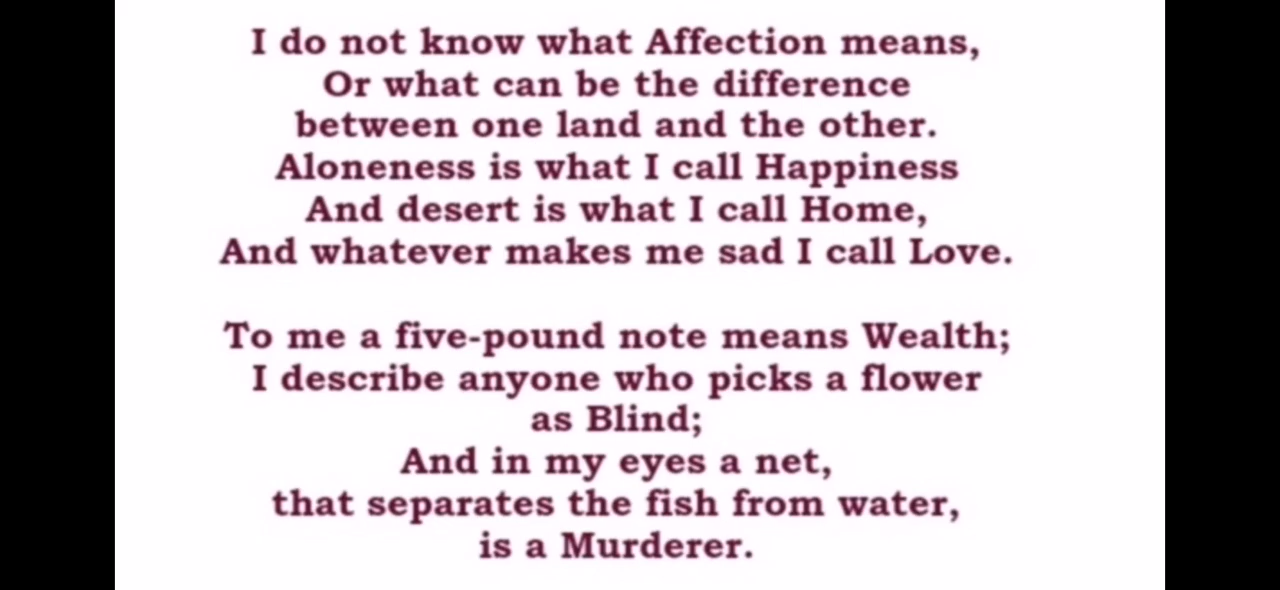 I do not know what Affection means,
Or what can be the difference
between one land and the other.
Aloneness is what I call Happiness
And desert is what I call Home,
And whatever makes me sad I call Love.
To me a five-pound note means Wealth;
I describe anyone who picks a flower
as Blind;
And in my eyes a net,
that separates the fish from water,
is a Murderer.